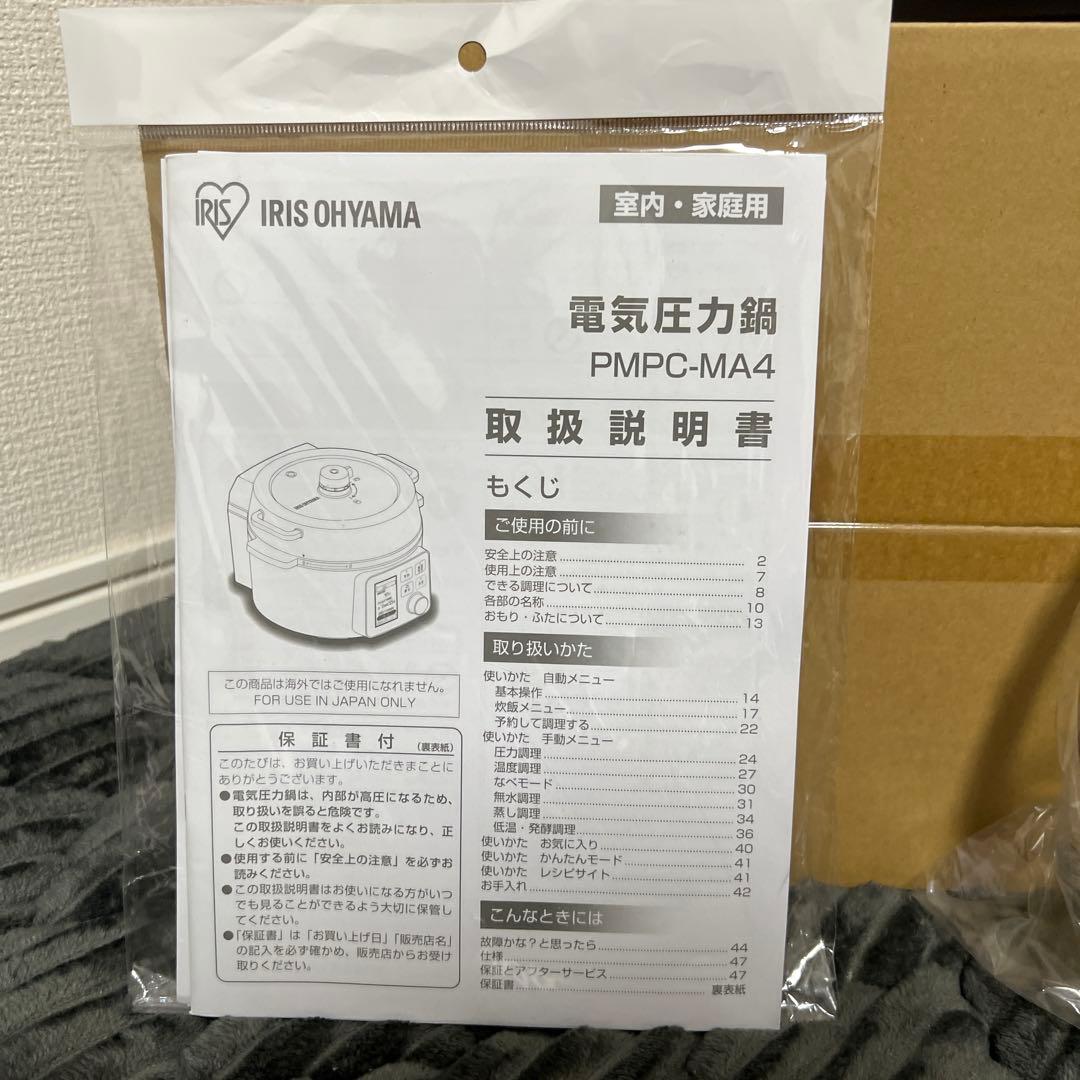 IRIS IRIS OHYAMA
室内・家庭用
電気圧力鍋
PMPC-MA4
取扱説明書
IRIS OHYAMA
この商品は海外ではご使用になれません。
FOR USE IN JAPAN ONLY
保証書付(裏表紙)
このたびは、お買い上げいただきまことに
ありがとうございます。
●電気圧力鍋は、内部が高圧になるため、
取り扱いを誤ると危険です。
この取扱説明書をよくお読みになり、正
しくお使いください。
●使用する前に「安全上の注意」を必ずお
読みください。
●この取扱説明書はお使いになる方がいつ
でも見ることができるよう大切に保管し
てください。
●「保証書」は「お買い上げ日」「販売店名」
の記入を必ず確かめ、販売店からお受け
取りください。
もくじ
ご使用の前に
安全上の注意 2
使用上の注意 7
できる調理について 8
各部の名称 10
おもり・ふたについて 13
取り扱いかた
使いかた 自動メニュー
基本操作 14
炊飯メニュー 17
予約して調理する 22
使いかた 手動メニュー
圧力調理 24
温度調理 27
なべモード 30
無水調理 31
蒸し調理 34
低温・発酵調理 36
使いかた お気に入り 40
使いかた かんたんモード 41
使いかた レシピサイト 41
お手入れ 42
こんなときには
故障かな?と思ったら 44
仕様 47
保証とアフターサービス 47
保証書 裏表紙